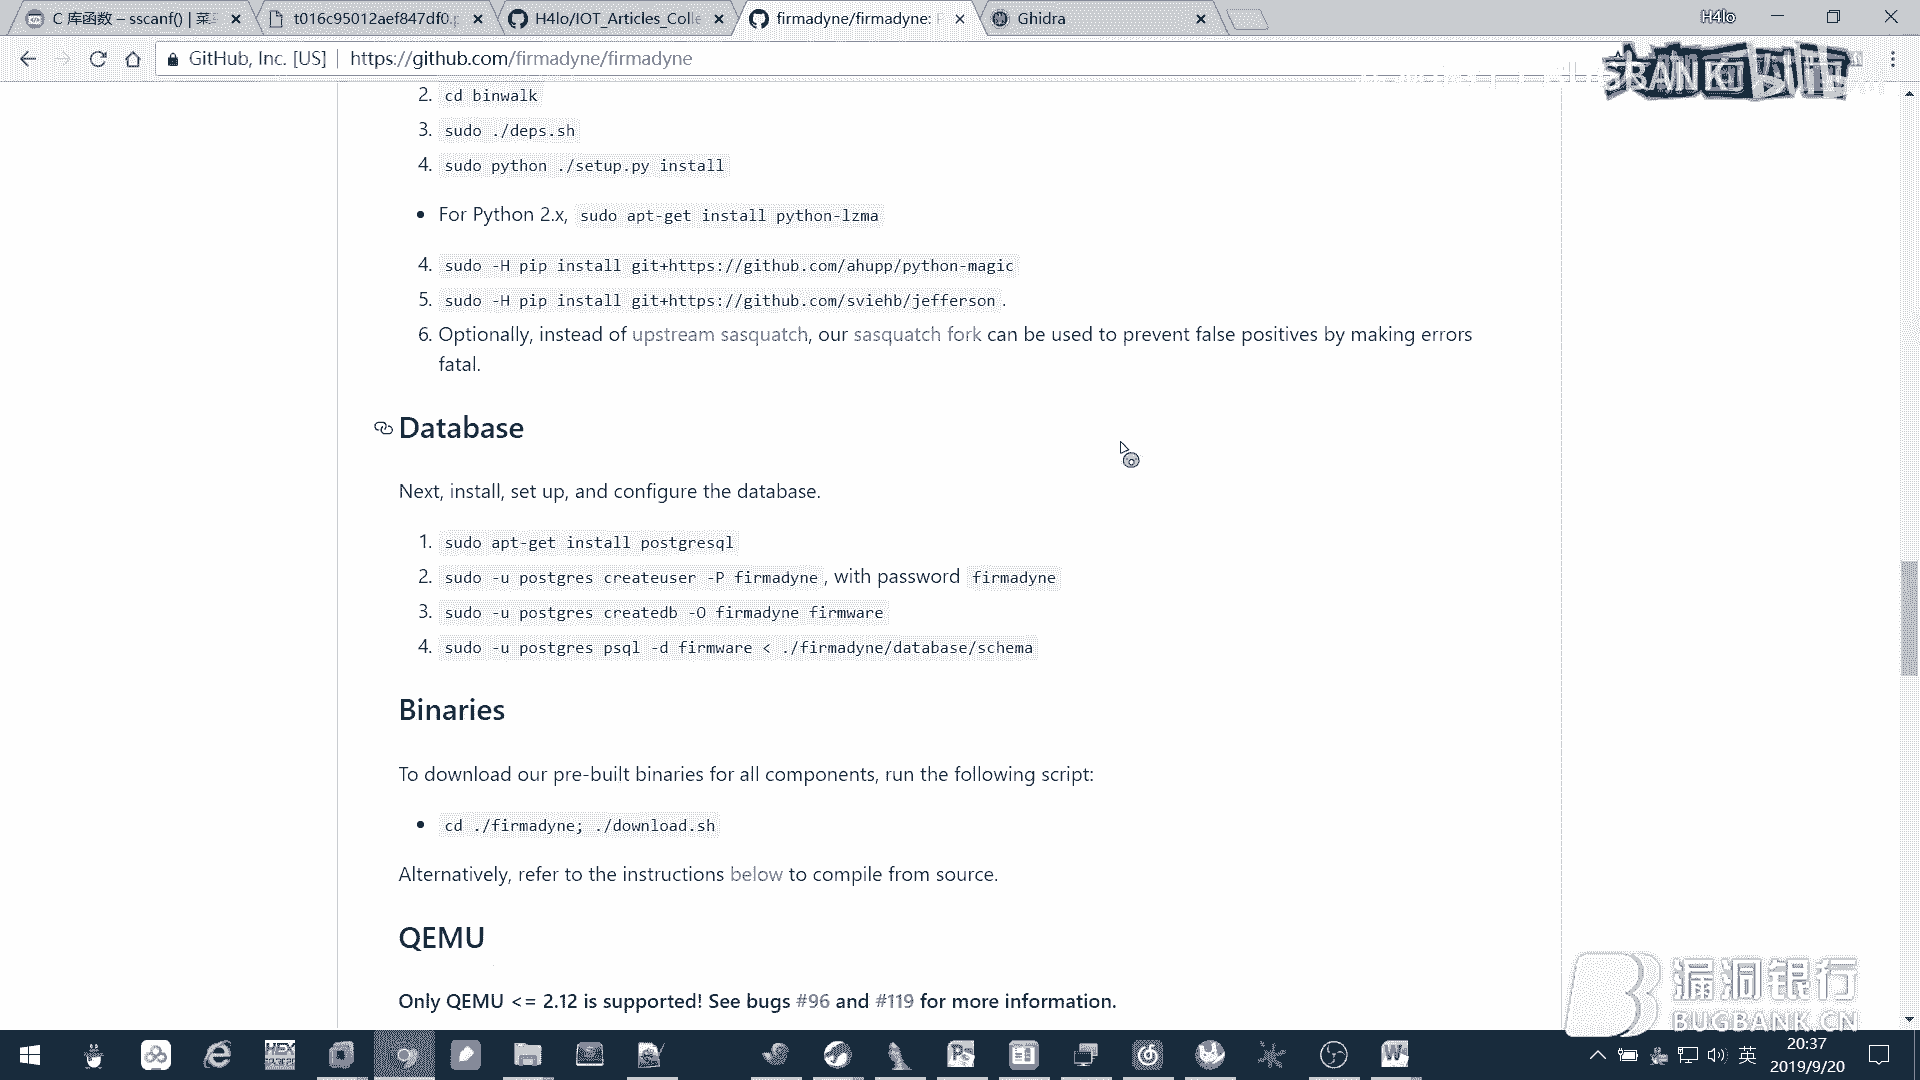 C 库函数 – sscanf() | 菜
t016c95012aef847df0.p
H4lo/IOT_Articles_Colle
firmadyne/firmadyne:
Ghidra
H4lo
GitHub, Inc. [US] | https://github.com/firmadyne/firmadyne
2. cd binwalk
3. sudo ./deps.sh
4. sudo python ./setup.py install
• For Python 2.x, sudo apt-get install python-lzma
4. sudo -H pip install git+https://github.com/ahupp/python-magic
5. sudo -H pip install git+https://github.com/sviehb/jefferson.
6. Optionally, instead of upstream sasquatch, our sasquatch fork can be used to prevent false positives by making errors
fatal.
Database
Next, install, set up, and configure the database.
1. sudo apt-get install postgresql
2. sudo -u postgres createuser -P firmadyne, with password firmadyne
3. sudo -u postgres createdb -O firmadyne firmware
4. sudo -u postgres psql -d firmware < ./firmadyne/database/schema
Binaries
To download our pre-built binaries for all components, run the following script:
• cd ./firmadyne; ./download.sh
Alternatively, refer to the instructions below to compile from source.
QEMU
Only QEMU <= 2.12 is supported! See bugs #96 and #119 for more information.
漏洞银行
BUGBANK.CN
HEX
英
20:37
2019/9/20